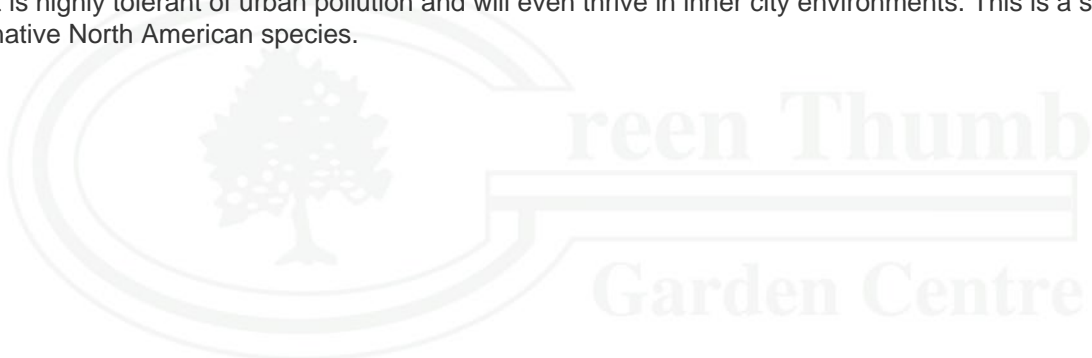 is highly tolerant of urban pollution and will even thrive in inner city environments. This is a s
native North American species.
reen Thumb
Garden Centre